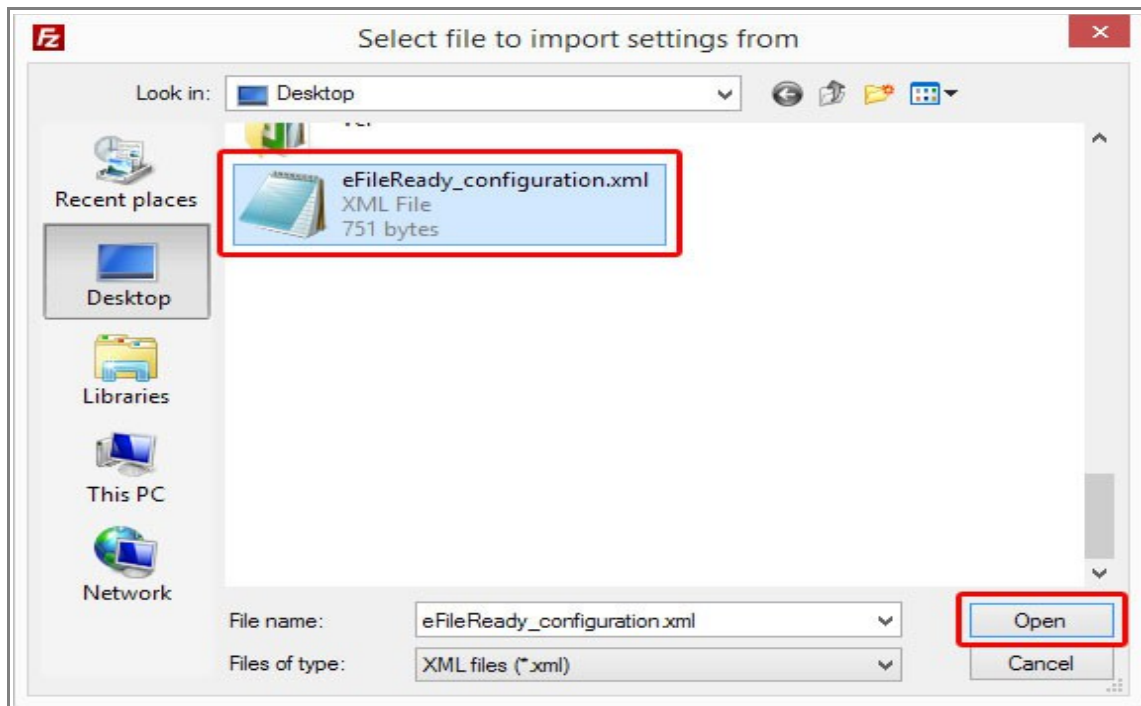 Fz
Select file to import settings from
Look in:
Desktop
eFileReady_configuration.xml
XML File
751 bytes
Recent places
Desktop
Libraries
This PC
Network
File name:
eFileReady_configuration.xml
Open
Files of type:
XML files (*.xml)
Cancel